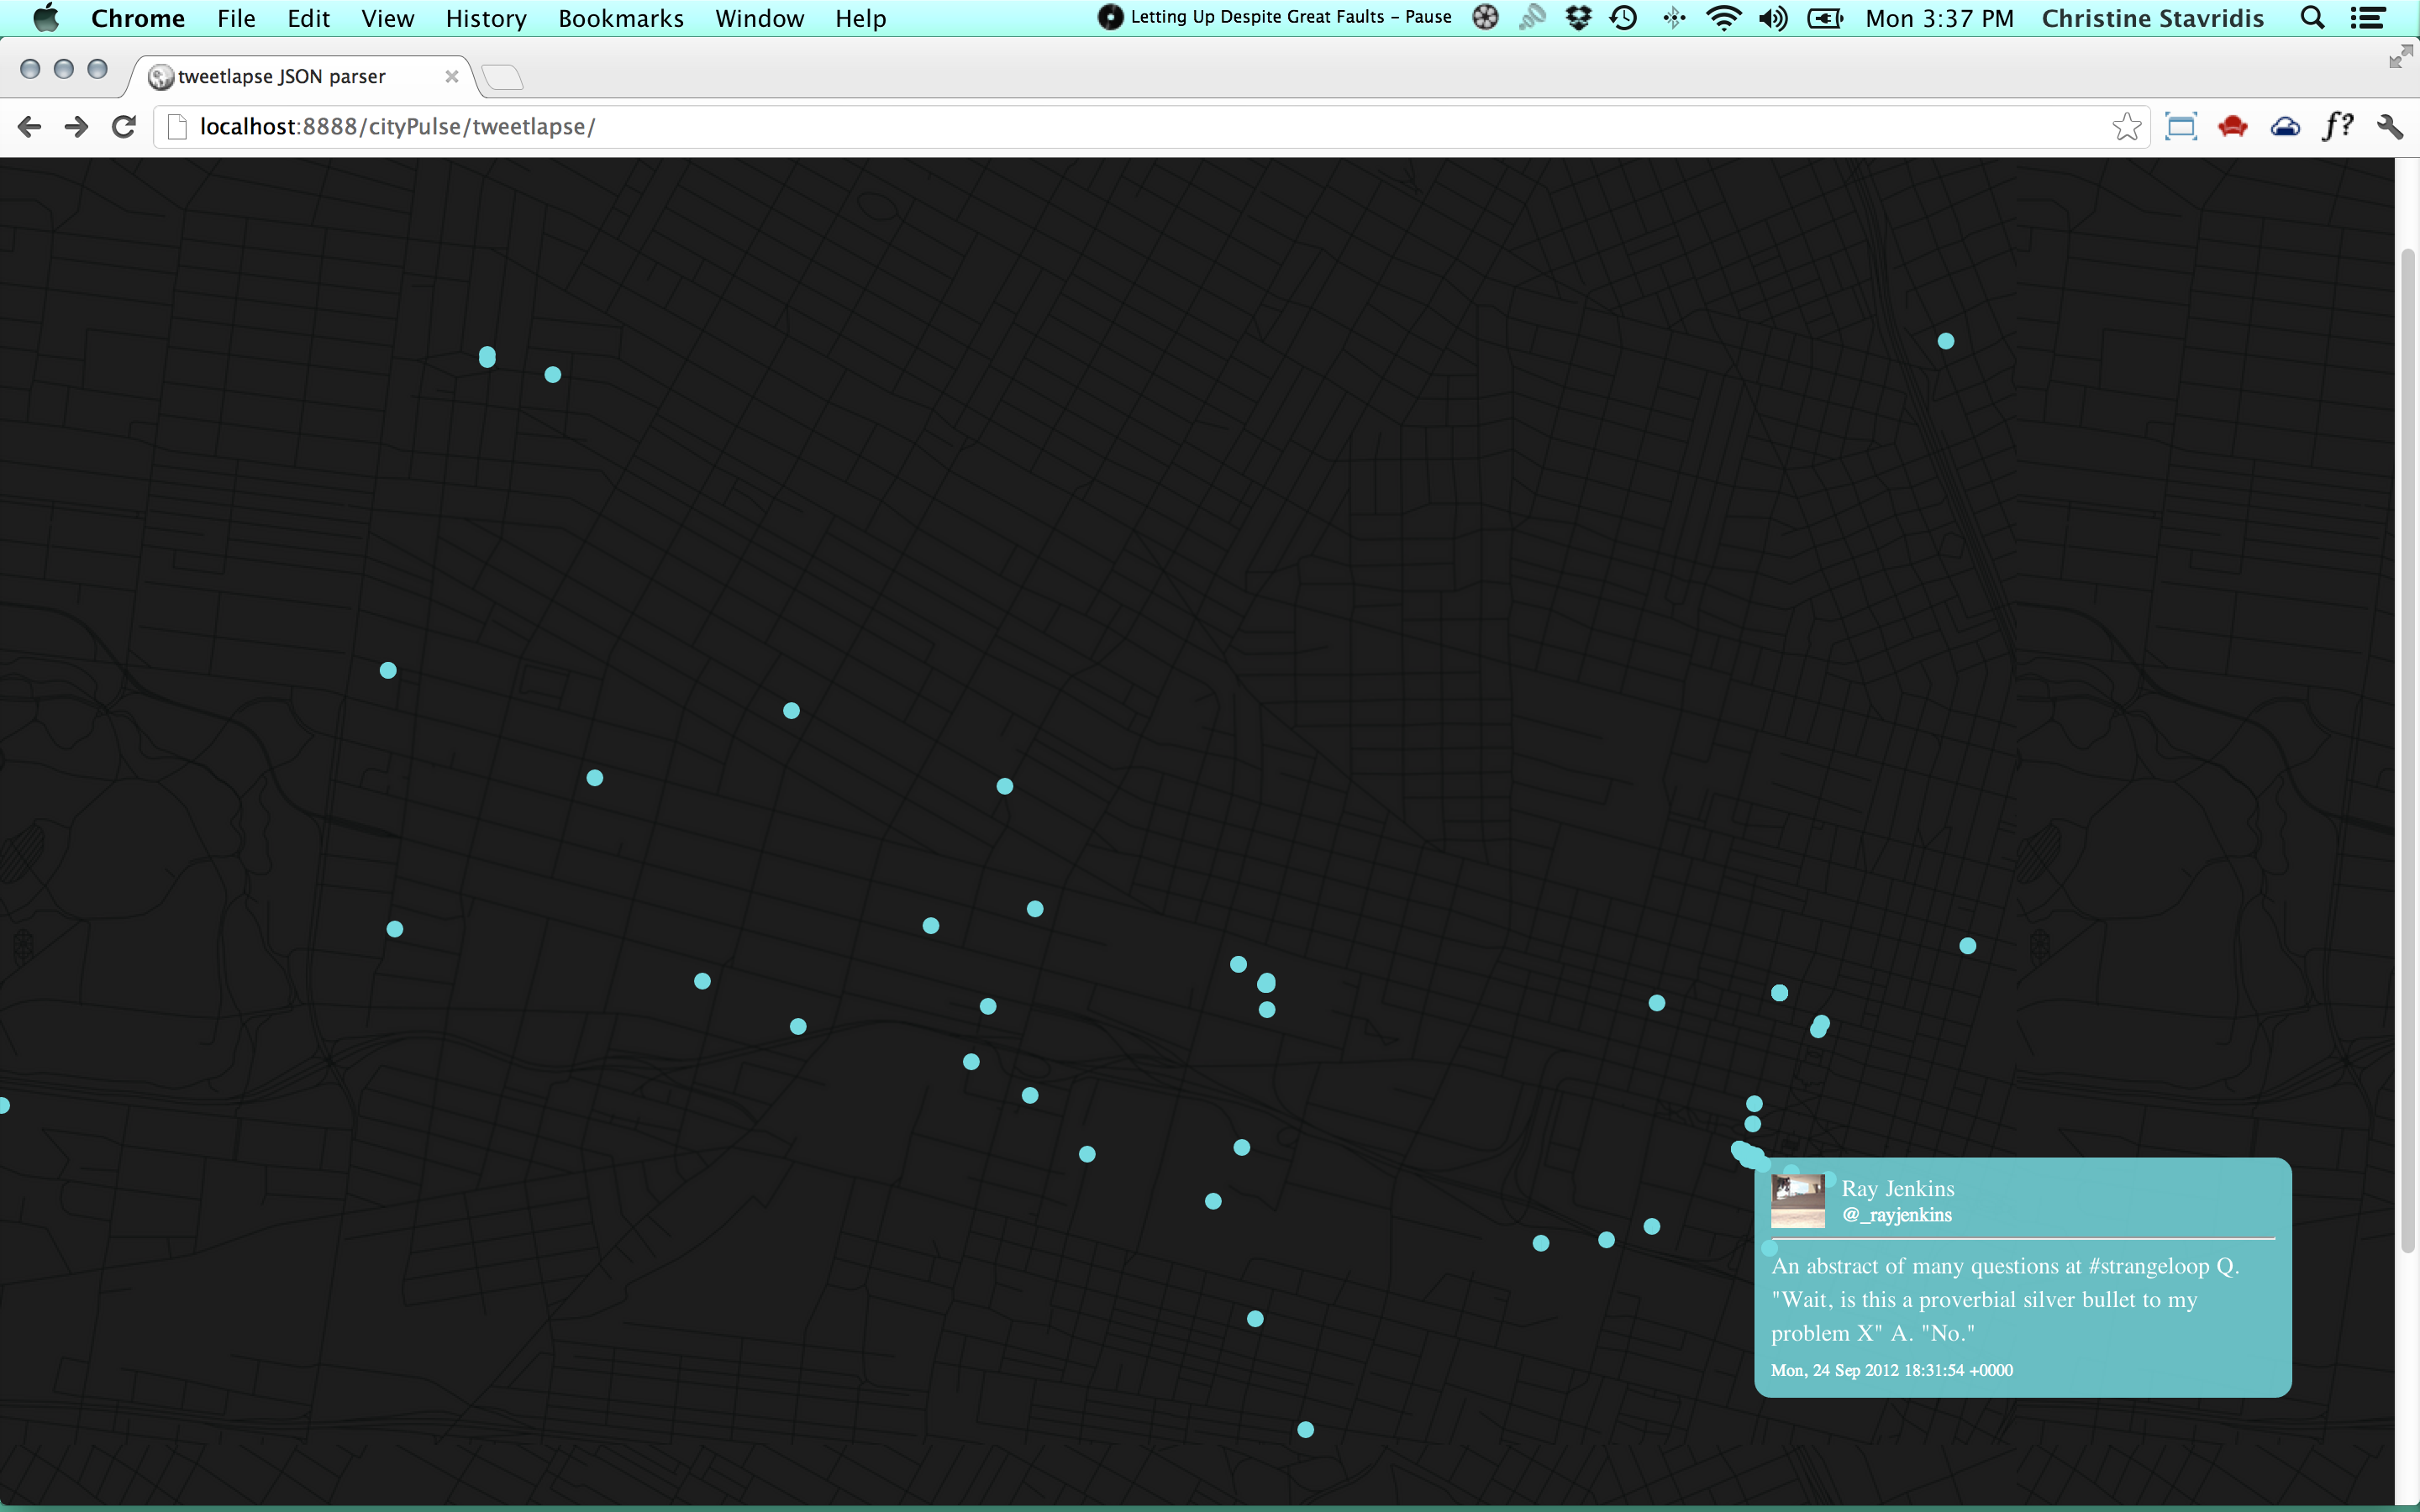 Chrome File Edit View History Bookmarks Window Help Letting Up Despite Great Faults – Pause Mon 3:37 PM Christine Stavridis
tweetlapse JSON parser
localhost:8888/cityPulse/tweetlapse/ f?
Ray Jenkins
@_rayjenkins
An abstract of many questions at #strangeloop Q.
"Wait, is this a proverbial silver bullet to my
problem X" A. "No."
Mon, 24 Sep 2012 18:31:54 +0000